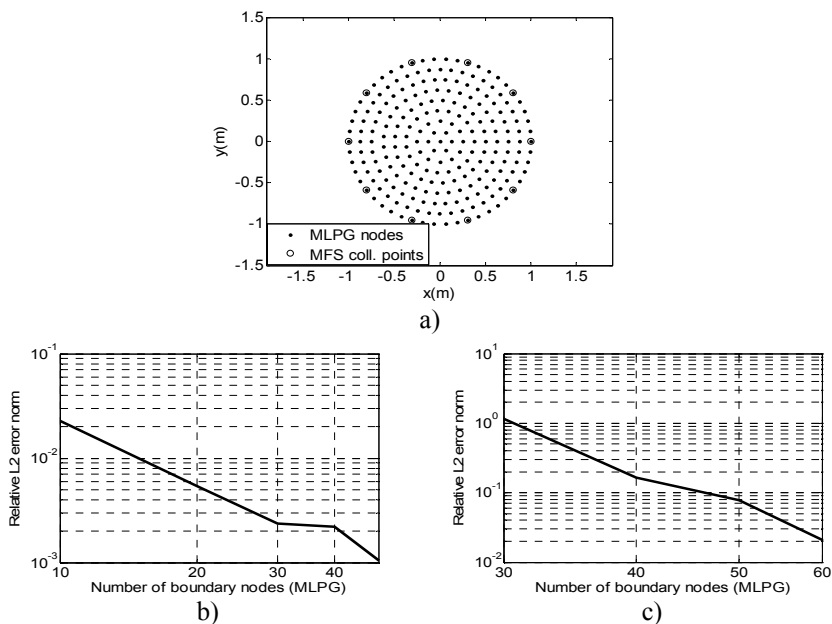 1.5
1
0.5
0
-0.5
-1
-1.5
y(m)
MLPG nodes
MFS coll. points
-1.5 -1 -0.5 0 0.5 1 1.5
x(m)
a)
10^-1
10^-2
10^-3
Relative L2 error norm
10 20 30 40
Number of boundary nodes (MLPG)
b)
10^1
10^0
10^-1
10^-2
Relative L2 error norm
30 40 50 60
Number of boundary nodes (MLPG)
c)